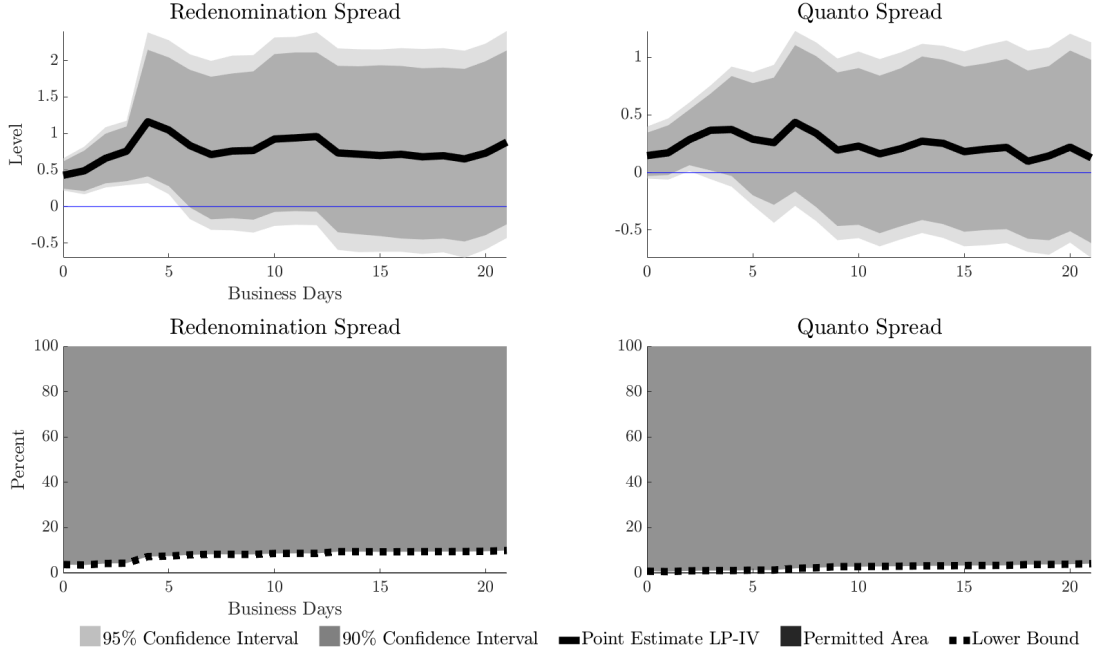 Redenomination Spread
Quanto Spread
Level
2
1.5
1
0.5
0
-0.5
0 5 10 15 20
Business Days
1
0.5
0
-0.5
0 5 10 15 20
Redenomination Spread
Quanto Spread
Percent
100
80
60
40
20
0
0 5 10 15 20
Business Days
100
80
60
40
20
0
0 5 10 15 20
95% Confidence Interval 90% Confidence Interval Point Estimate LP-IV Permitted Area Lower Bound